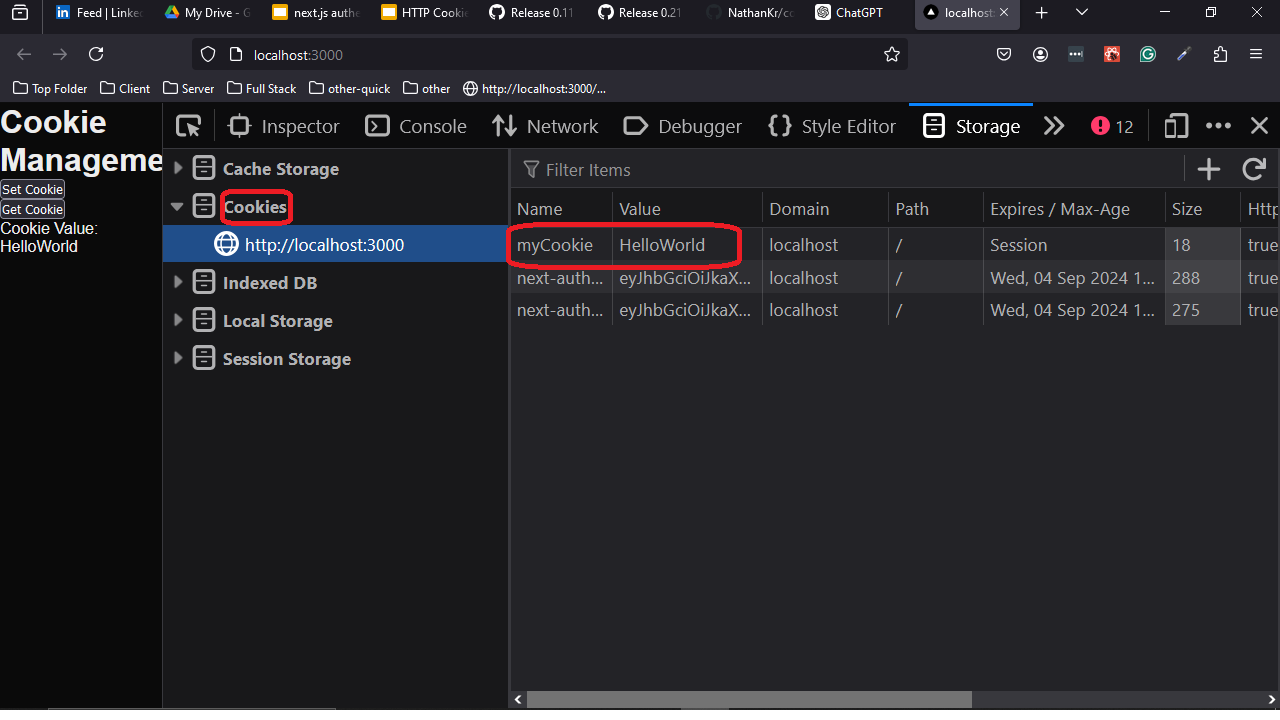 Feed | Linke
My Drive - G
next.js authe
HTTP Cookie
Release 0.11
Release 0.21
NathanKr/co
ChatGPT
localhost:
localhost:3000
Top Folder
Client
Server
Full Stack
other-quick
other
http://localhost:3000/...
Cookie
Manageme
Set Cookie
Get Cookie
Cookie Value:
HelloWorld
Inspector
Console
Network
Debugger
Style Editor
Storage
12
Cache Storage
Cookies
http://localhost:3000
Indexed DB
Local Storage
Session Storage
Filter Items
Name Value Domain Path Expires / Max-Age Size Http
myCookie HelloWorld localhost / Session 18 true
next-auth... eyJhbGciOiJkaX... localhost / Wed, 04 Sep 2024 1... 288 true
next-auth... eyJhbGciOiJkaX... localhost / Wed, 04 Sep 2024 1... 275 true